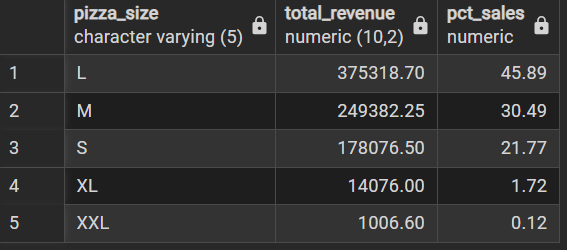 pizza_size total_revenue pct_sales
character varying (5) numeric (10,2) numeric
1 L 375318.70 45.89
2 M 249382.25 30.49
3 S 178076.50 21.77
4 XL 14076.00 1.72
5 XXL 1006.60 0.12